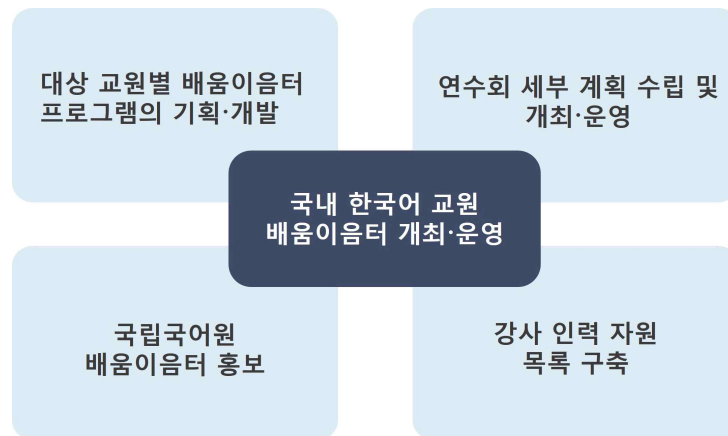 대상 교원별 배움이음터
프로그램의 기획·개발
연수회 세부 계획 수립 및
개최·운영
국내 한국어 교원
배움이음터 개최·운영
국립국어원
배움이음터 홍보
강사 인력 자원
목록 구축